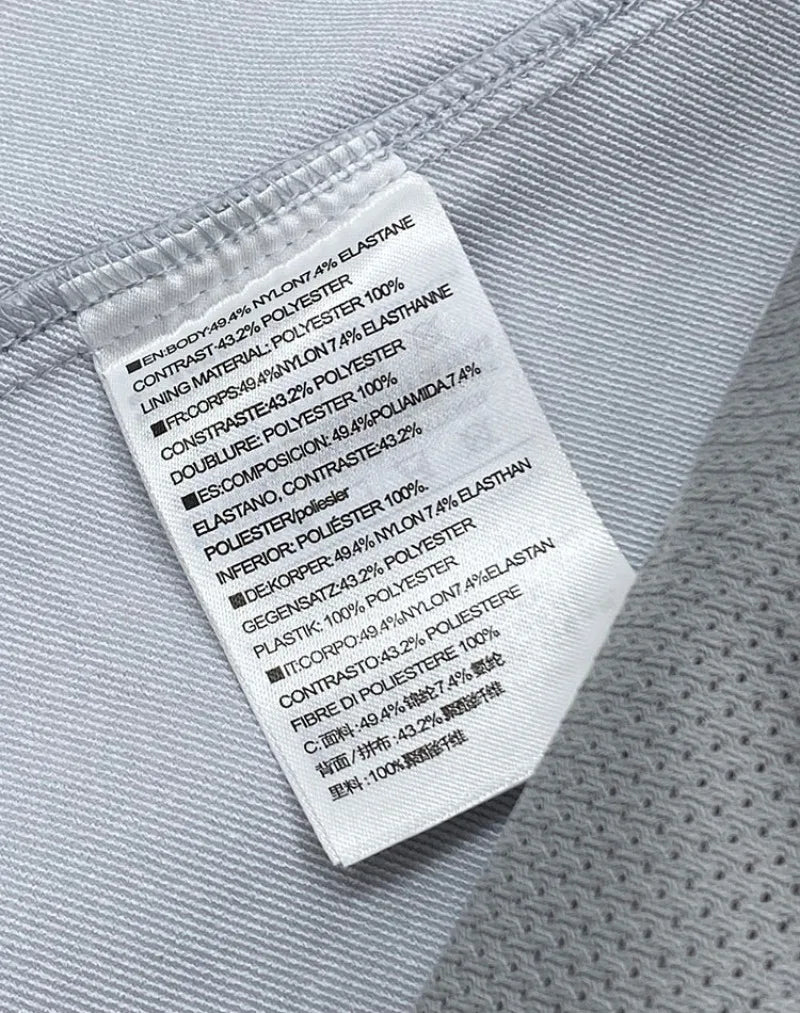 ■EN:BODY:49.4% NYLON7.4% ELASTANE
CONTRAST:43.2% POLYESTER
LINING MATERIAL: POLYESTER 100%
■FR:CORPS:49.4%NYLON 7.4% ELASTHANNE
CONSTRASTE:43.2% POLYESTER
DOUBLURE: POLYESTER 100%
■ES:COMPOSICION: 49.4%POLIAMIDA,7.4%
ELASTANO, CONTRASTE:43.2%
POLIESTER/poliesler
INFERIOR: POLIÉSTER 100%.
■DE:KORPER: 49.4% NYLON 7.4% ELASTHAN
GEGENSATZ:43.2% POLYESTER
PLASTIK: 100% POLYESTER
■IT:CORPO:49.4%NYLON7.4%ELASTAN
CONTRASTO:43.2% POLIESTERE
FIBRE DI POLIESTERE 100%
C:面料:49.4%锦纶7.4%氨纶
背面/拼布:43.2%聚酯纤维
里料:100%聚酯纤维